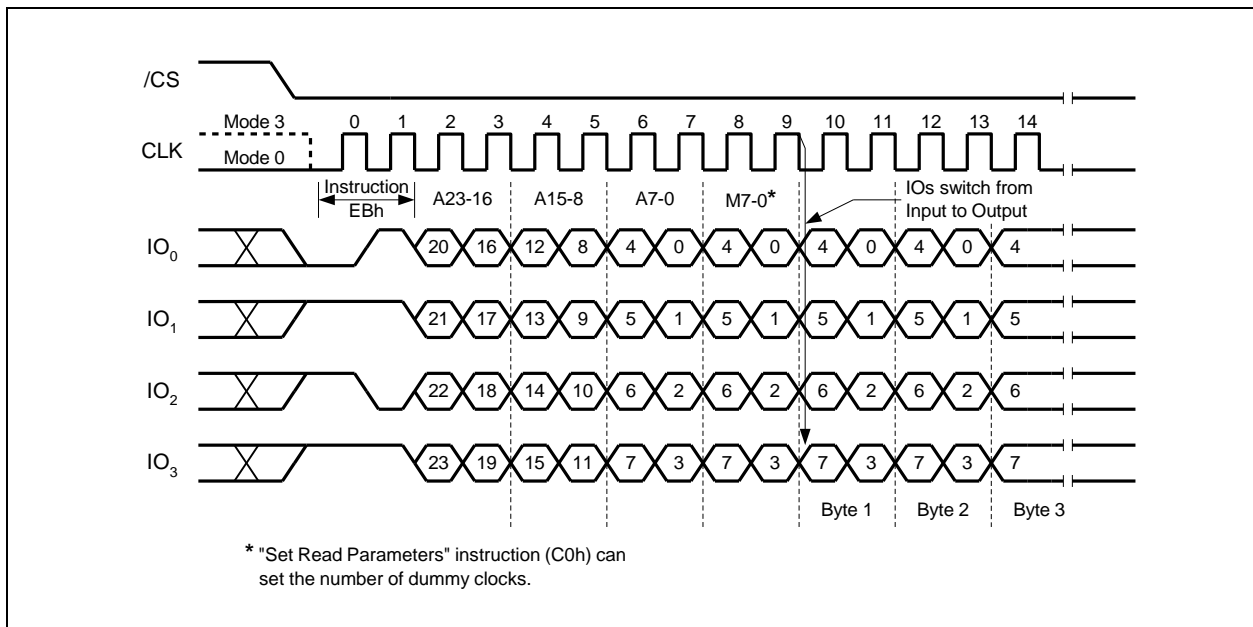 /CS
Mode 3 0 1 2 3 4 5 6 7 8 9 10 11 12 13 14
CLK
Mode 0
Instruction
EBh
A23-16 A15-8 A7-0 M7-0*
IOs switch from
Input to Output
IO0 20 16 12 8 4 0 4 0 4 0 4 0 4
IO1 21 17 13 9 5 1 5 1 5 1 5 1 5
IO2 22 18 14 10 6 2 6 2 6 2 6 2 6
IO3 23 19 15 11 7 3 7 3 7 3 7 3 7
Byte 1 Byte 2 Byte 3
* "Set Read Parameters" instruction (C0h) can
set the number of dummy clocks.